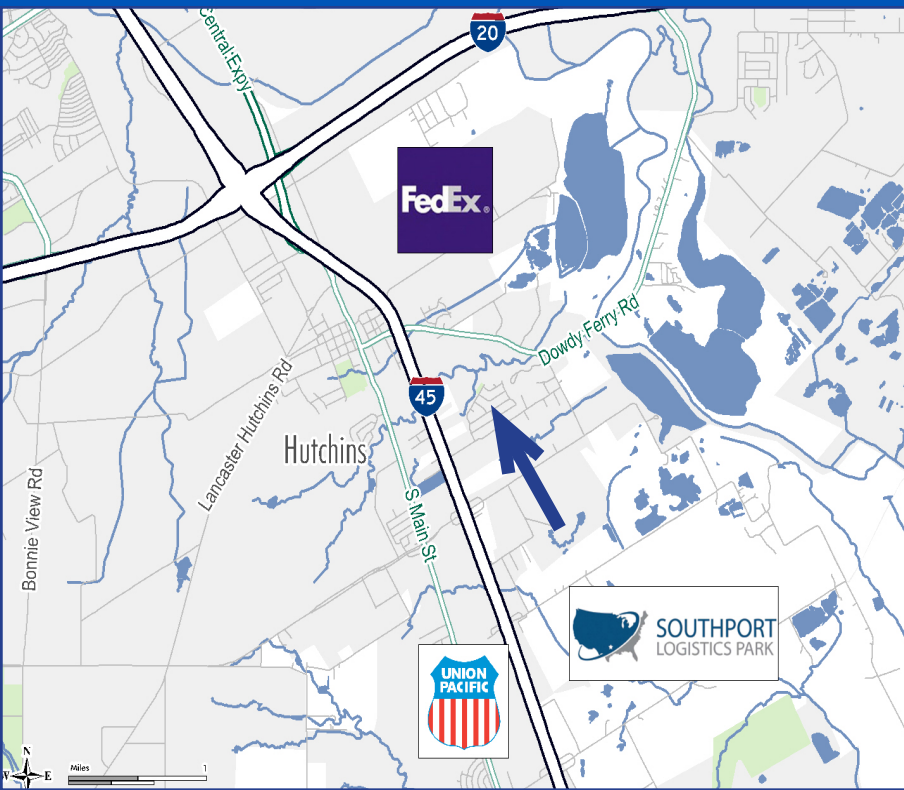 Central Expy
20
FedEx®
Dowdy Ferry Rd
45
Lancaster Hutchins Rd
Hutchins
Bonnie View Rd
S Main St
SOUTHPORT
LOGISTICS PARK
UNION
PACIFIC
N
W E
Miles 1